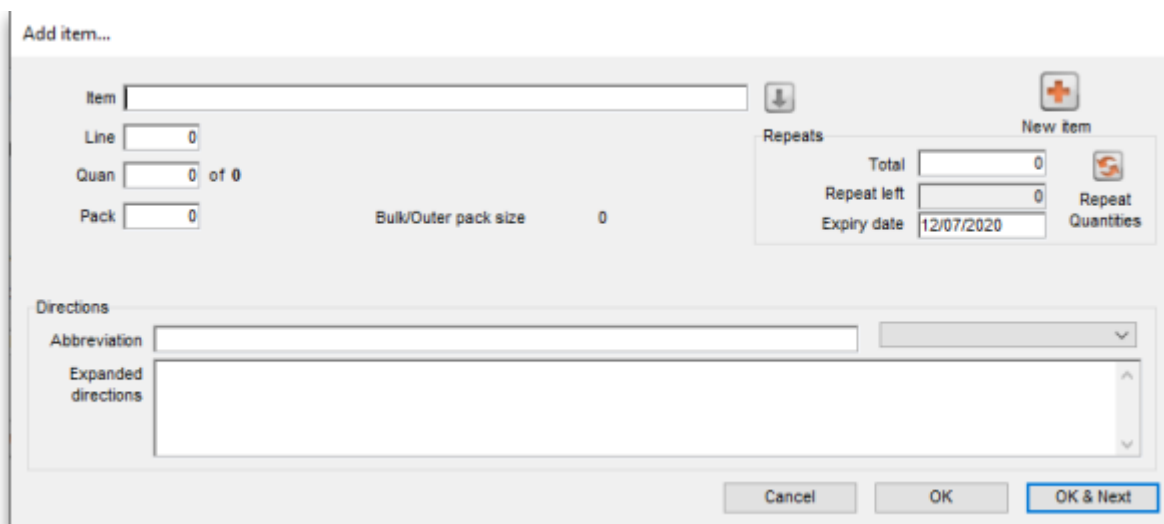 Add item...
Item
New item
Line 0
Repeats
Total 0
Quan 0 of 0
Repeat left 0
Repeat Quantities
Pack 0
Bulk/Outer pack size 0
Expiry date 12/07/2020
Directions
Abbreviation
Expanded directions
Cancel OK OK & Next